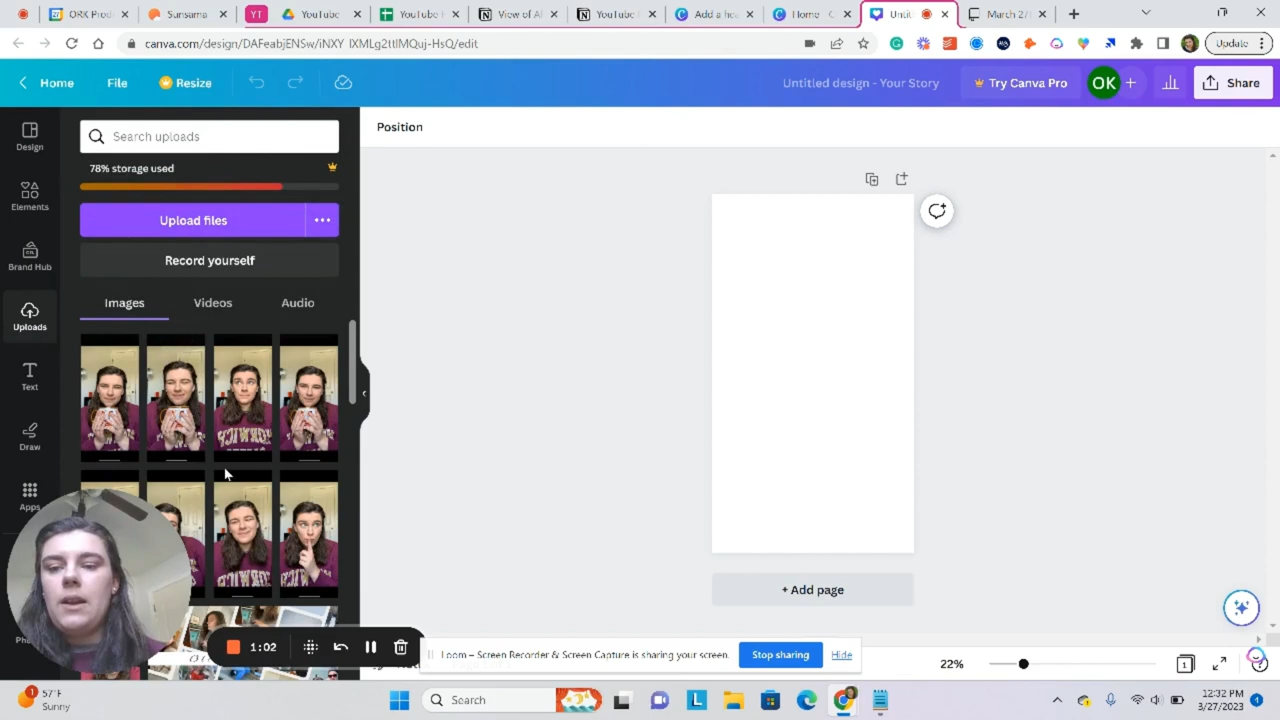 ORK Prod
Sunsama
YT
YouTube
YouTube
View of A
YouTube
Add a hea
Home
Untit
March 2/
canva.com/design/DAFeabjENSw/iNXY_IXMLg2ttlMQuj-HsQ/edit
Update
Home
File
Resize
Untitled design - Your Story
Try Canva Pro
OK
Share
Design
Elements
Brand Hub
Uploads
Text
Draw
Apps
Search uploads
78% storage used
Upload files
Record yourself
Images
Videos
Audio
Position
+ Add page
1:02
Loom – Screen Recorder & Screen Capture is sharing your screen.
Stop sharing
Hide
22%
1
1
57°F
Sunny
Search
12:32 PM
3/27/2023